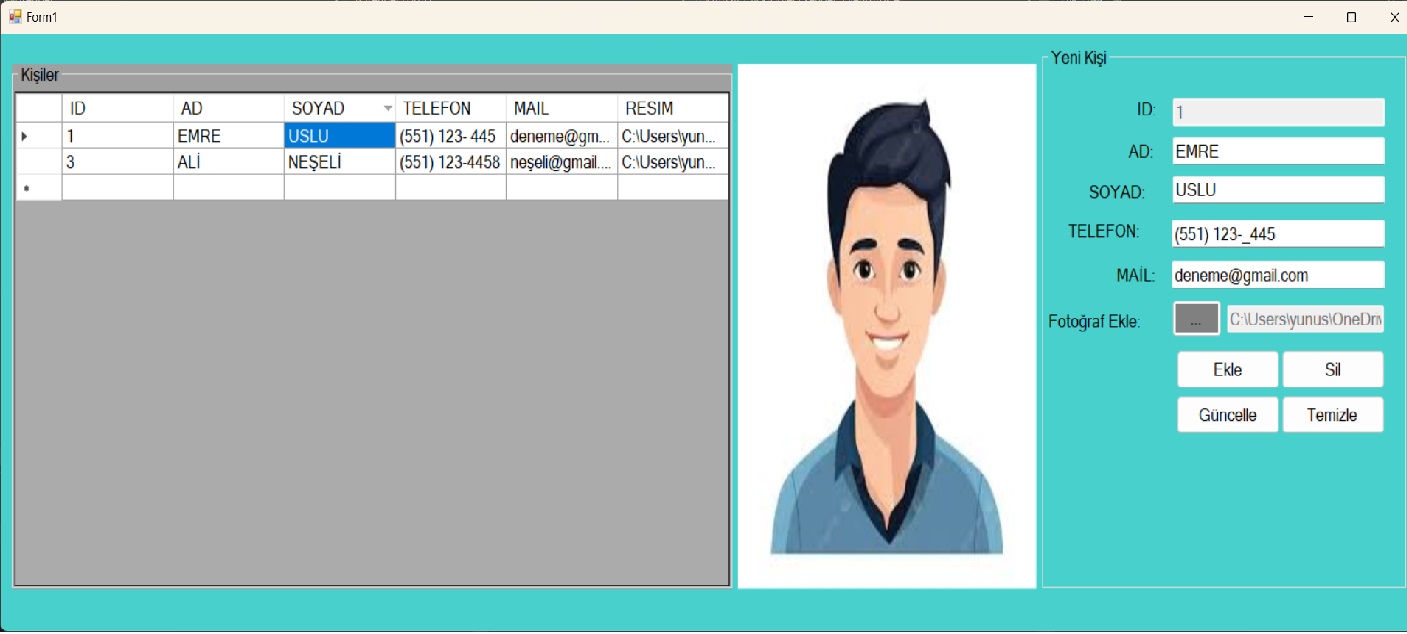 Form1
Kişiler
ID AD SOYAD TELEFON MAIL RESIM
1 EMRE USLU (551) 123- 445 deneme@gm... C:\Users\yun...
3 ALİ NEŞELİ (551) 123-4458 neşeli@gmail.... C:\Users\yun...
Yeni Kişi
ID: 1
AD: EMRE
SOYAD: USLU
TELEFON: (551) 123-_445
MAİL: deneme@gmail.com
Fotoğraf Ekle: ... C:\Users\yunus\OneDriv
Ekle Sil
Güncelle Temizle